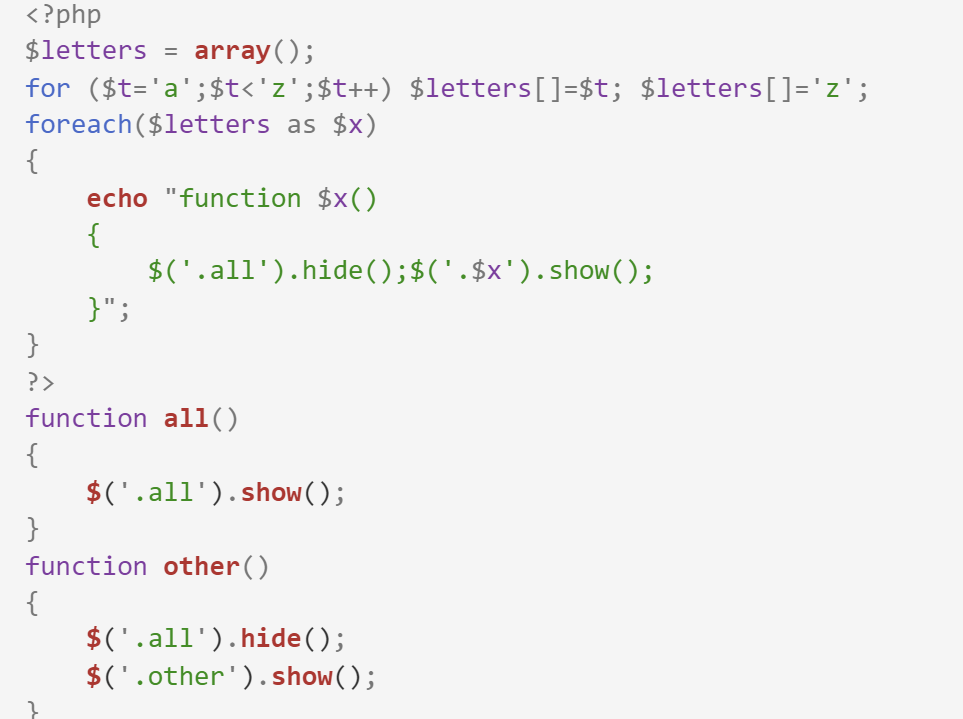 <?php
$letters = array();
for ($t='a';$t<'z';$t++) $letters[]=$t; $letters[]='z';
foreach($letters as $x)
{
    echo "function $x()
    {
        $('.all').hide();$('.$x').show();
    }";
}
?>
function all()
{
    $('.all').show();
}
function other()
{
    $('.all').hide();
    $('.other').show();
}